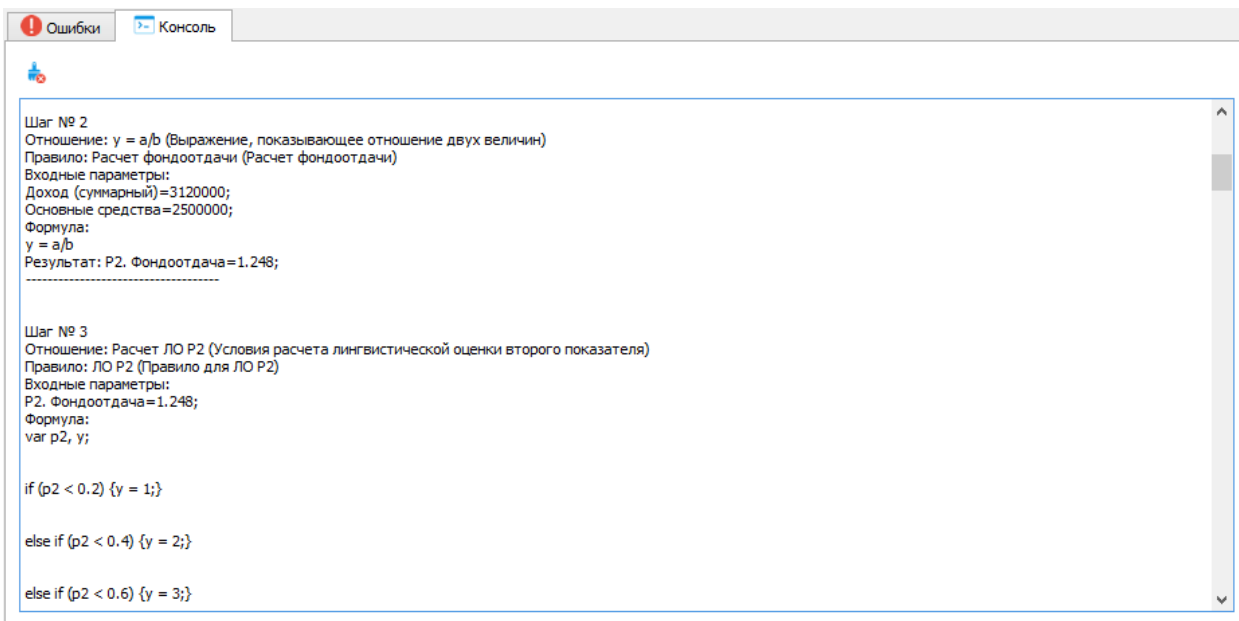 Ошибки
Консоль
Шаг № 2
Отношение: y = a/b (Выражение, показывающее отношение двух величин)
Правило: Расчет фондоотдачи (Расчет фондоотдачи)
Входные параметры:
Доход (суммарный)=3120000;
Основные средства=2500000;
Формула:
y = a/b
Результат: P2. Фондоотдача=1.248;
------------------------------------
Шаг № 3
Отношение: Расчет ЛО P2 (Условия расчета лингвистической оценки второго показателя)
Правило: ЛО P2 (Правило для ЛО P2)
Входные параметры:
P2. Фондоотдача=1.248;
Формула:
var p2, y;
if (p2 < 0.2) {y = 1;}
else if (p2 < 0.4) {y = 2;}
else if (p2 < 0.6) {y = 3;}